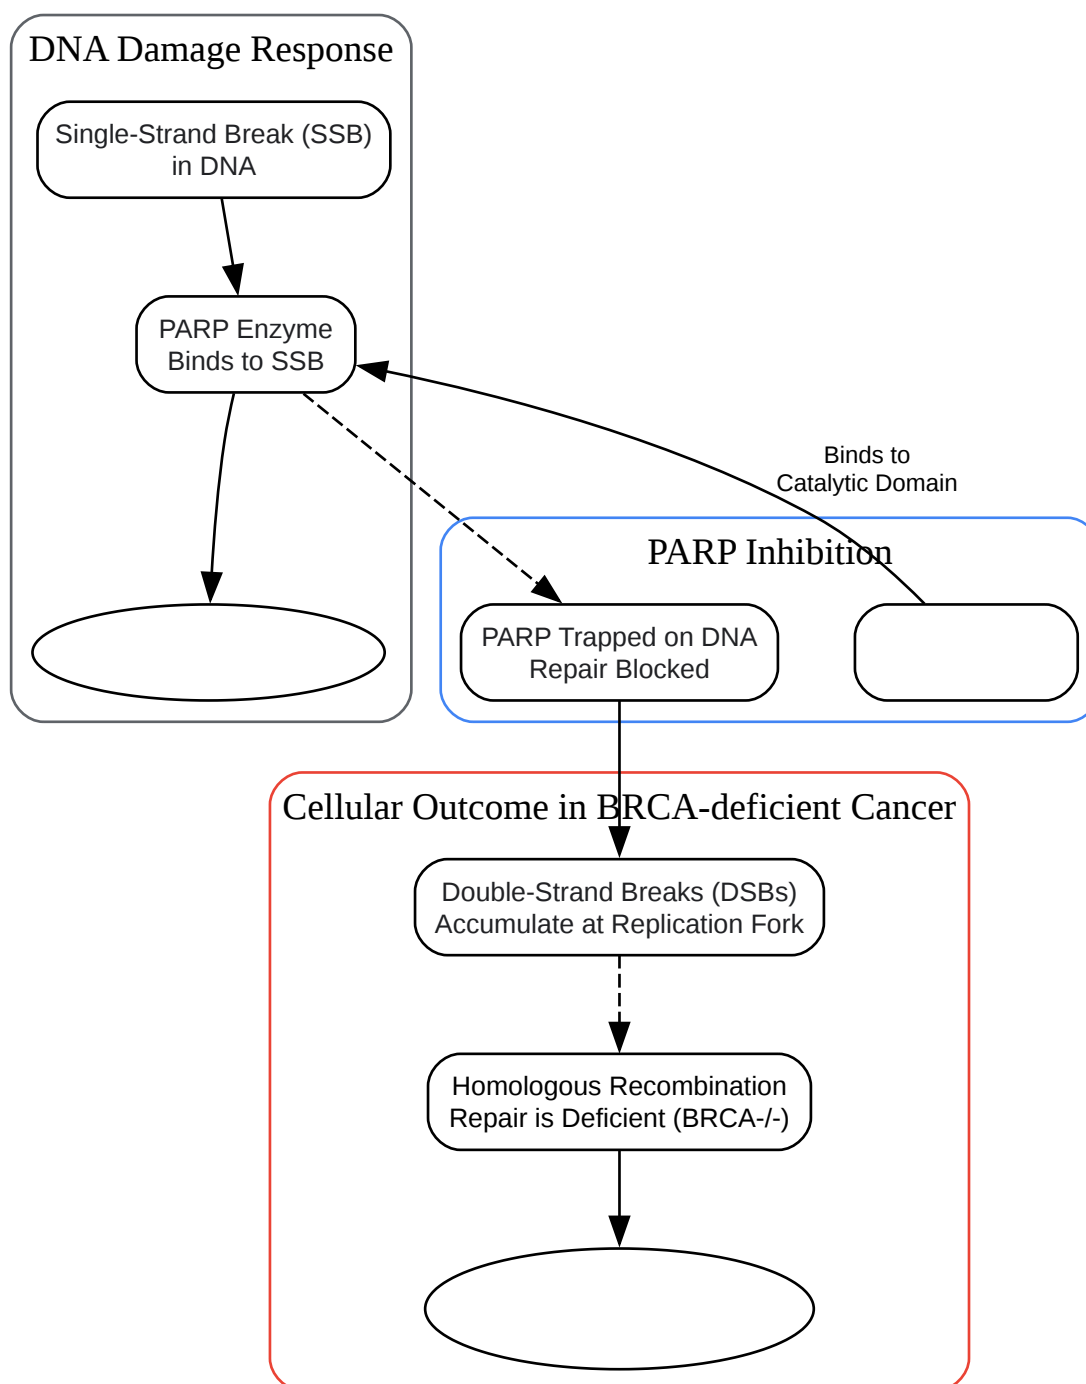 DNA Damage Response
Single-Strand Break (SSB)
in DNA
PARP Enzyme
Binds to SSB
Binds to
Catalytic Domain
PARP Inhibition
PARP Trapped on DNA
Repair Blocked
Cellular Outcome in BRCA-deficient Cancer
Double-Strand Breaks (DSBs)
Accumulate at Replication Fork
Homologous Recombination
Repair is Deficient (BRCA-/-)